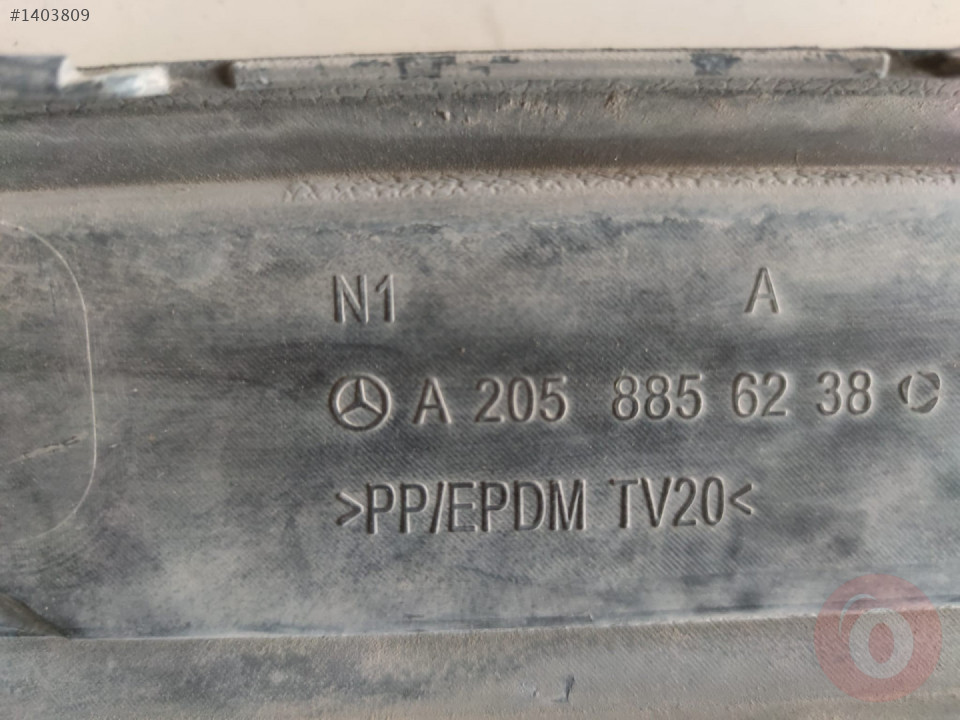 #1403809
N1 A
A 205 885 62 38
>PP/EPDM TV20<